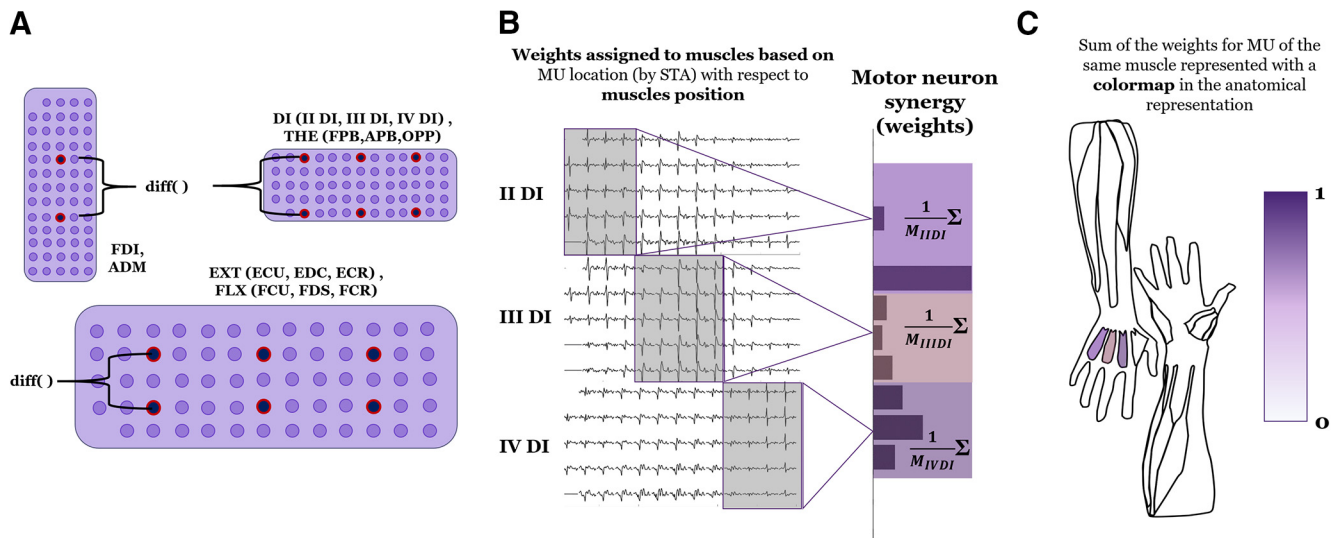 A
DI (II DI, III DI, IV DI) ,
THE (FPB,APB,OPP)
diff( )
FDI,
ADM
EXT (ECU, EDC, ECR) ,
FLX (FCU, FDS, FCR)
diff( )
B
Weights assigned to muscles based on
MU location (by STA) with respect to
muscles position
Motor neuron
synergy
(weights)
II DI
1/M_IIDI Σ
III DI
1/M_IIIDI Σ
IV DI
1/M_IVDI Σ
C
Sum of the weights for MU of the
same muscle represented with a
colormap in the anatomical
representation
1
0